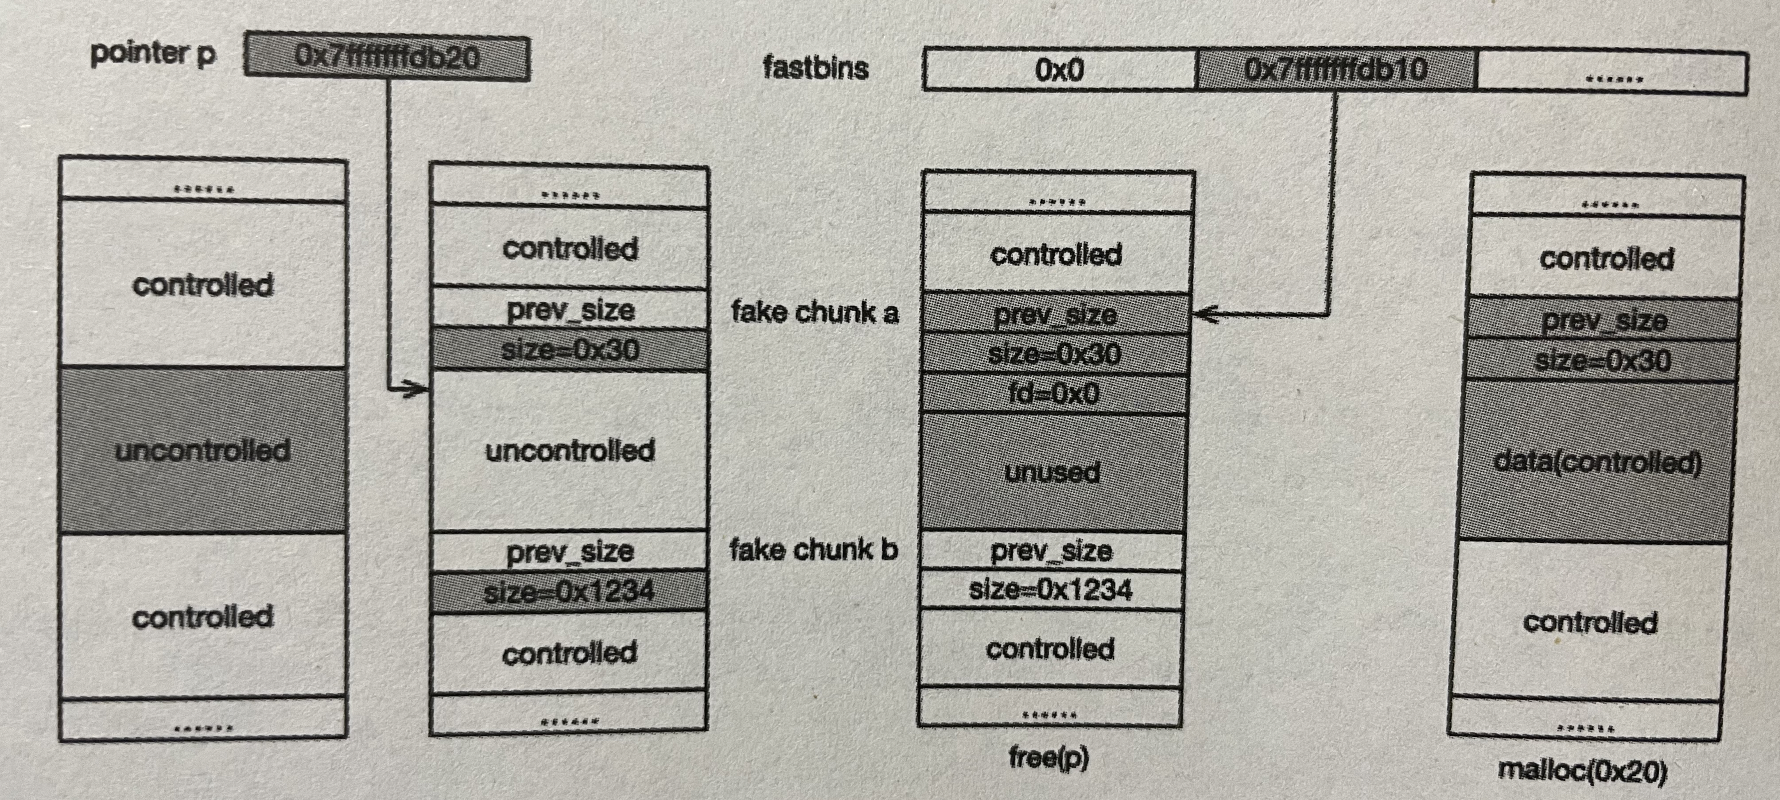 pointer p
0x7fffffffdb20
fastbins
0x0
0x7fffffffdb10
......
......
controlled
uncontrolled
controlled
......
......
controlled
prev_size
size=0x30
uncontrolled
prev_size
size=0x1234
controlled
......
fake chunk a
fake chunk b
......
controlled
prev_size
size=0x30
fd=0x0
unused
prev_size
size=0x1234
controlled
......
free(p)
......
controlled
prev_size
size=0x30
data(controlled)
controlled
......
malloc(0x20)